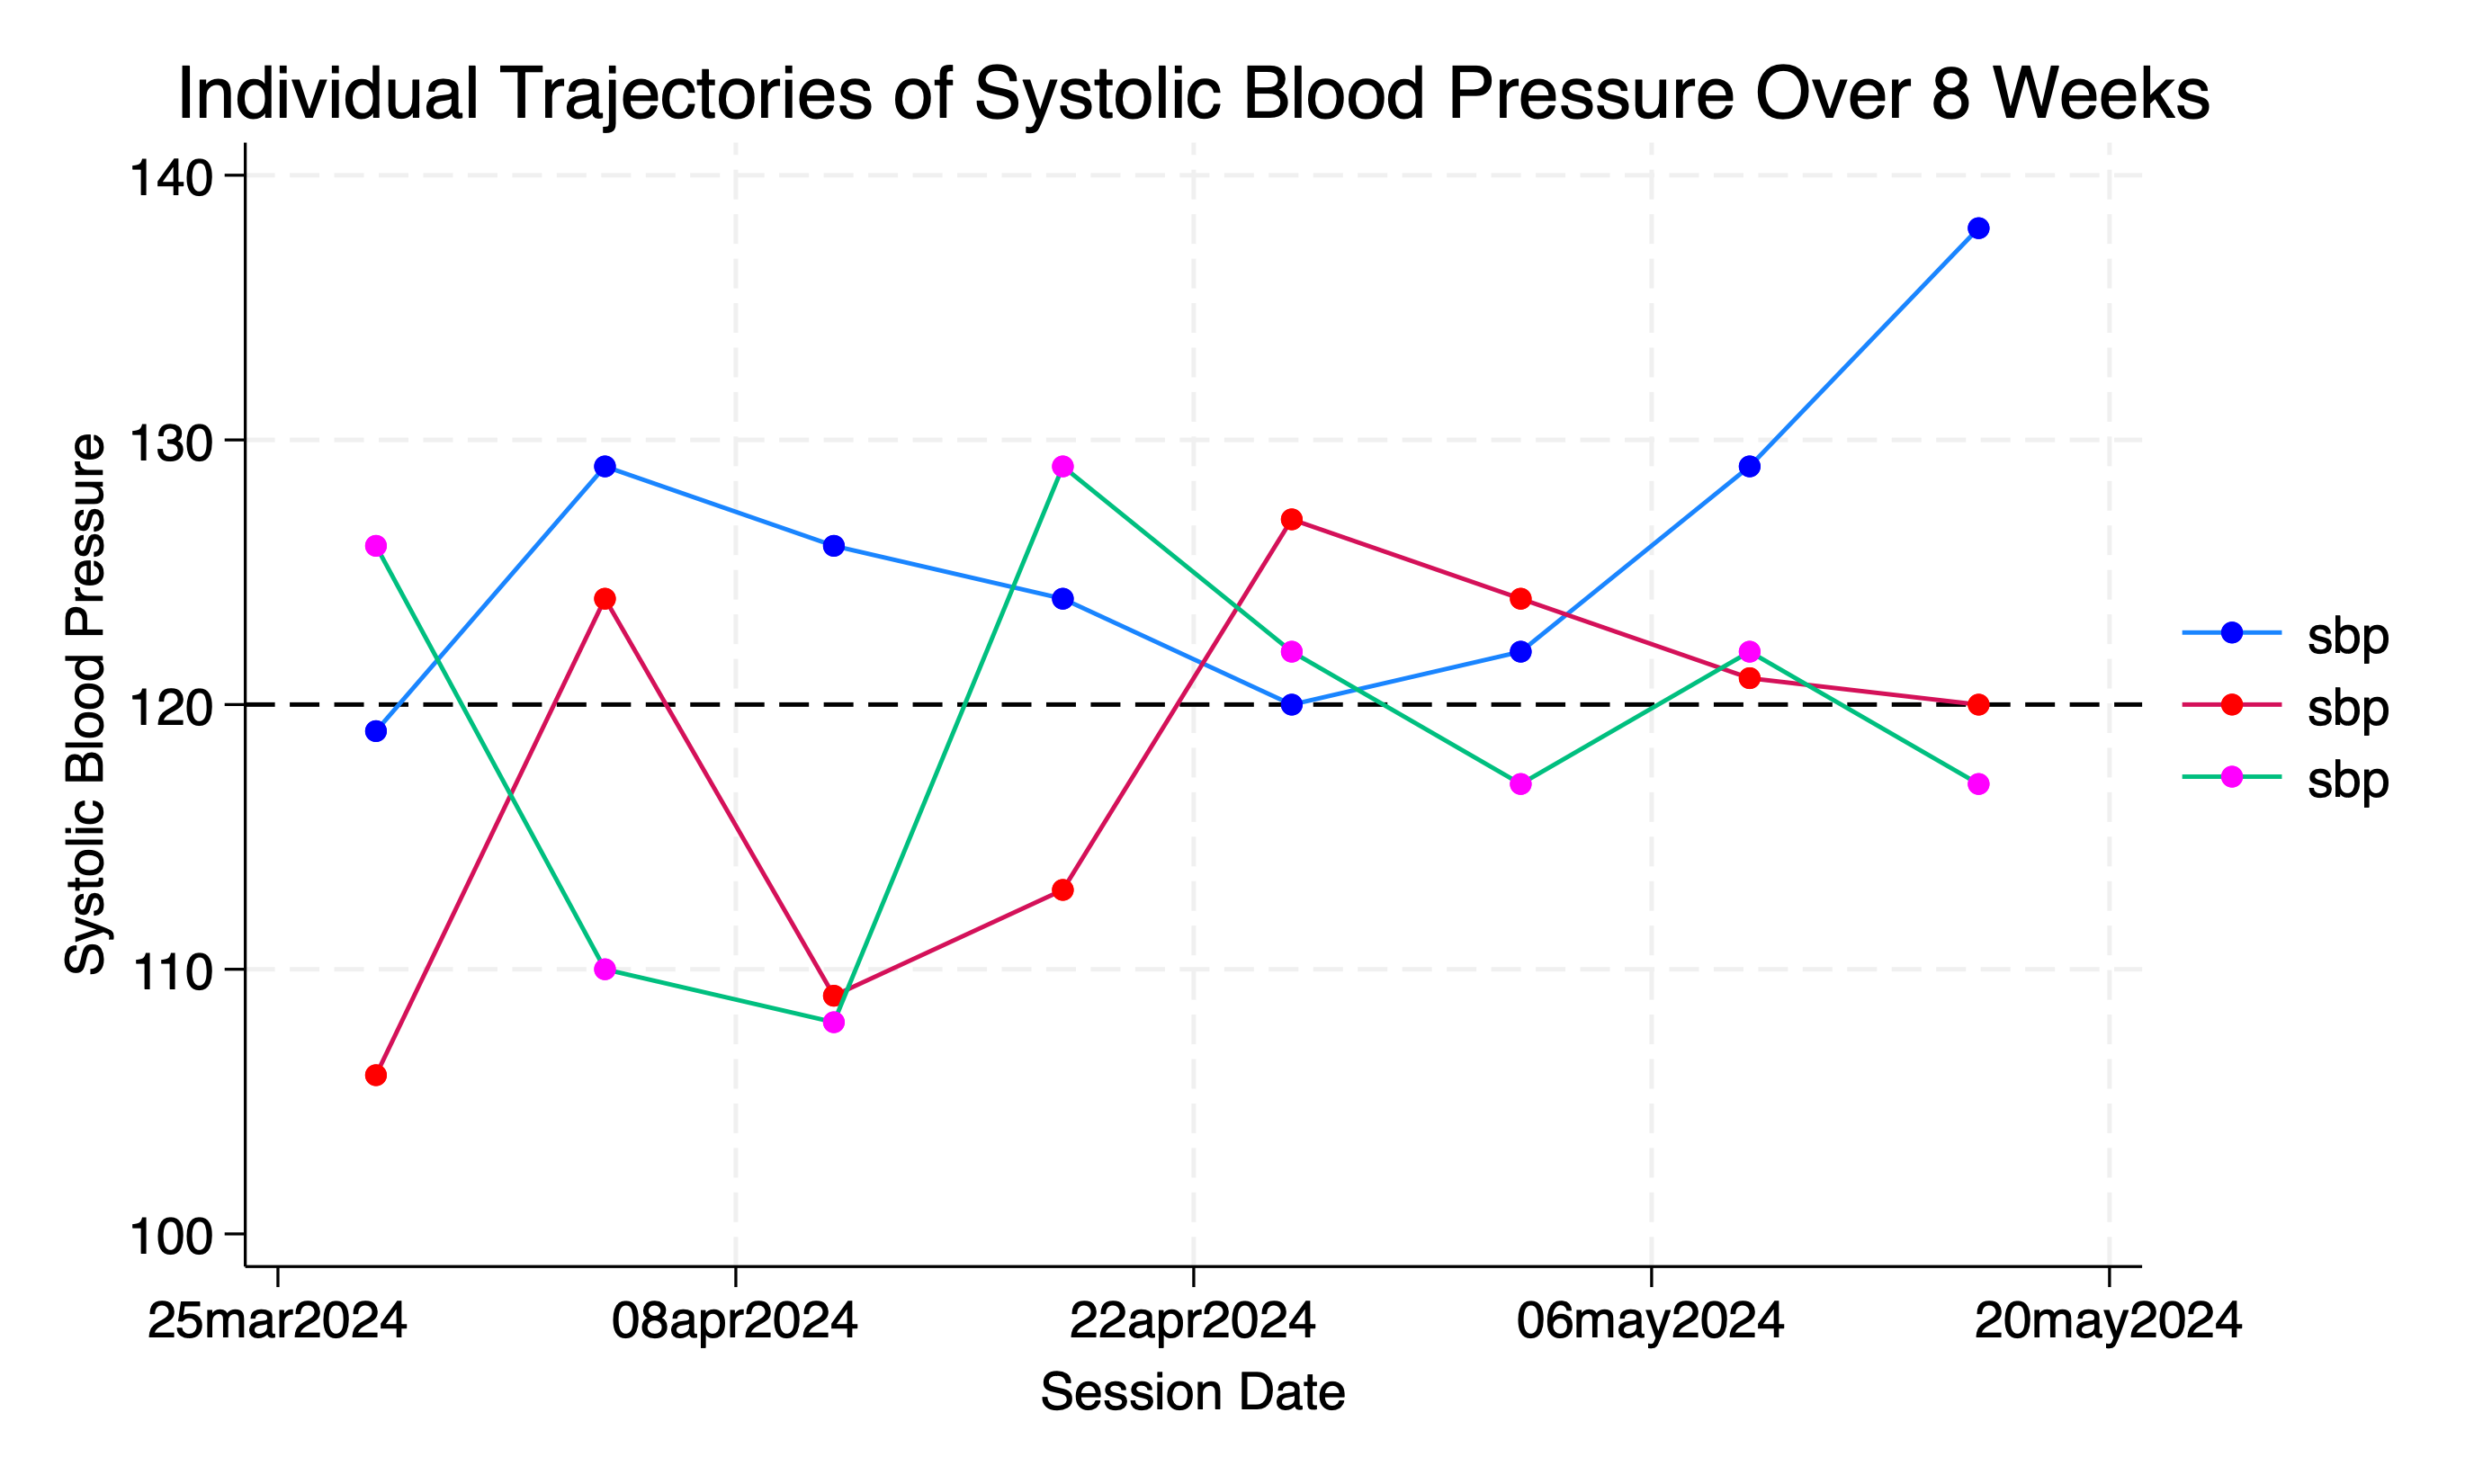 Individual Trajectories of Systolic Blood Pressure Over 8 Weeks
Systolic Blood Pressure
140
130
120
110
100
25mar2024 08apr2024 22apr2024 06may2024 20may2024
Session Date
sbp
sbp
sbp